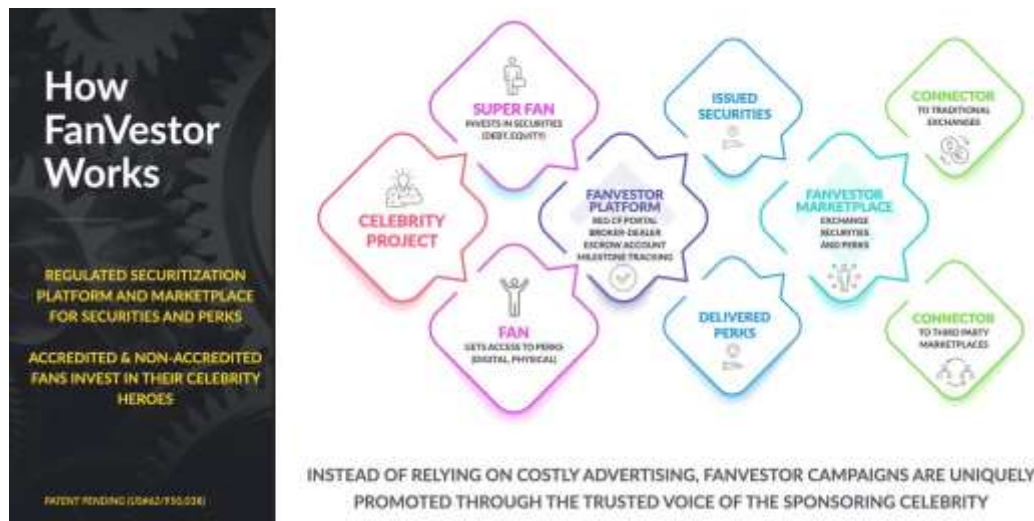 How
FanVestor
Works
REGULATED SECURITIZATION
PLATFORM AND MARKETPLACE
FOR SECURITIES AND PERKS
ACCREDITED & NON-ACCREDITED
FANS INVEST IN THEIR CELEBRITY
HEROES
CELEBRITY
PROJECT
SUPER FAN
INVESTS IN SECURITIES
(DEBT, EQUITY)
FAN
GETS ACCESS TO PERKS
(DIGITAL, PHYSICAL)
FANVESTOR
PLATFORM
REG CF PORTAL
BROKER-DEALER
ESCROW ACCOUNT
MILESTONE TRACKING
ISSUED
SECURITIES
DELIVERED
PERKS
FANVESTOR
MARKETPLACE
EXCHANGE
SECURITIES
AND PERKS
CONNECTOR
TO TRADITIONAL
EXCHANGES
CONNECTOR
TO THIRD PARTY
MARKETPLACES
INSTEAD OF RELYING ON COSTLY ADVERTISING, FANVESTOR CAMPAIGNS ARE UNIQUELY
PROMOTED THROUGH THE TRUSTED VOICE OF THE SPONSORING CELEBRITY
PATENT PENDING